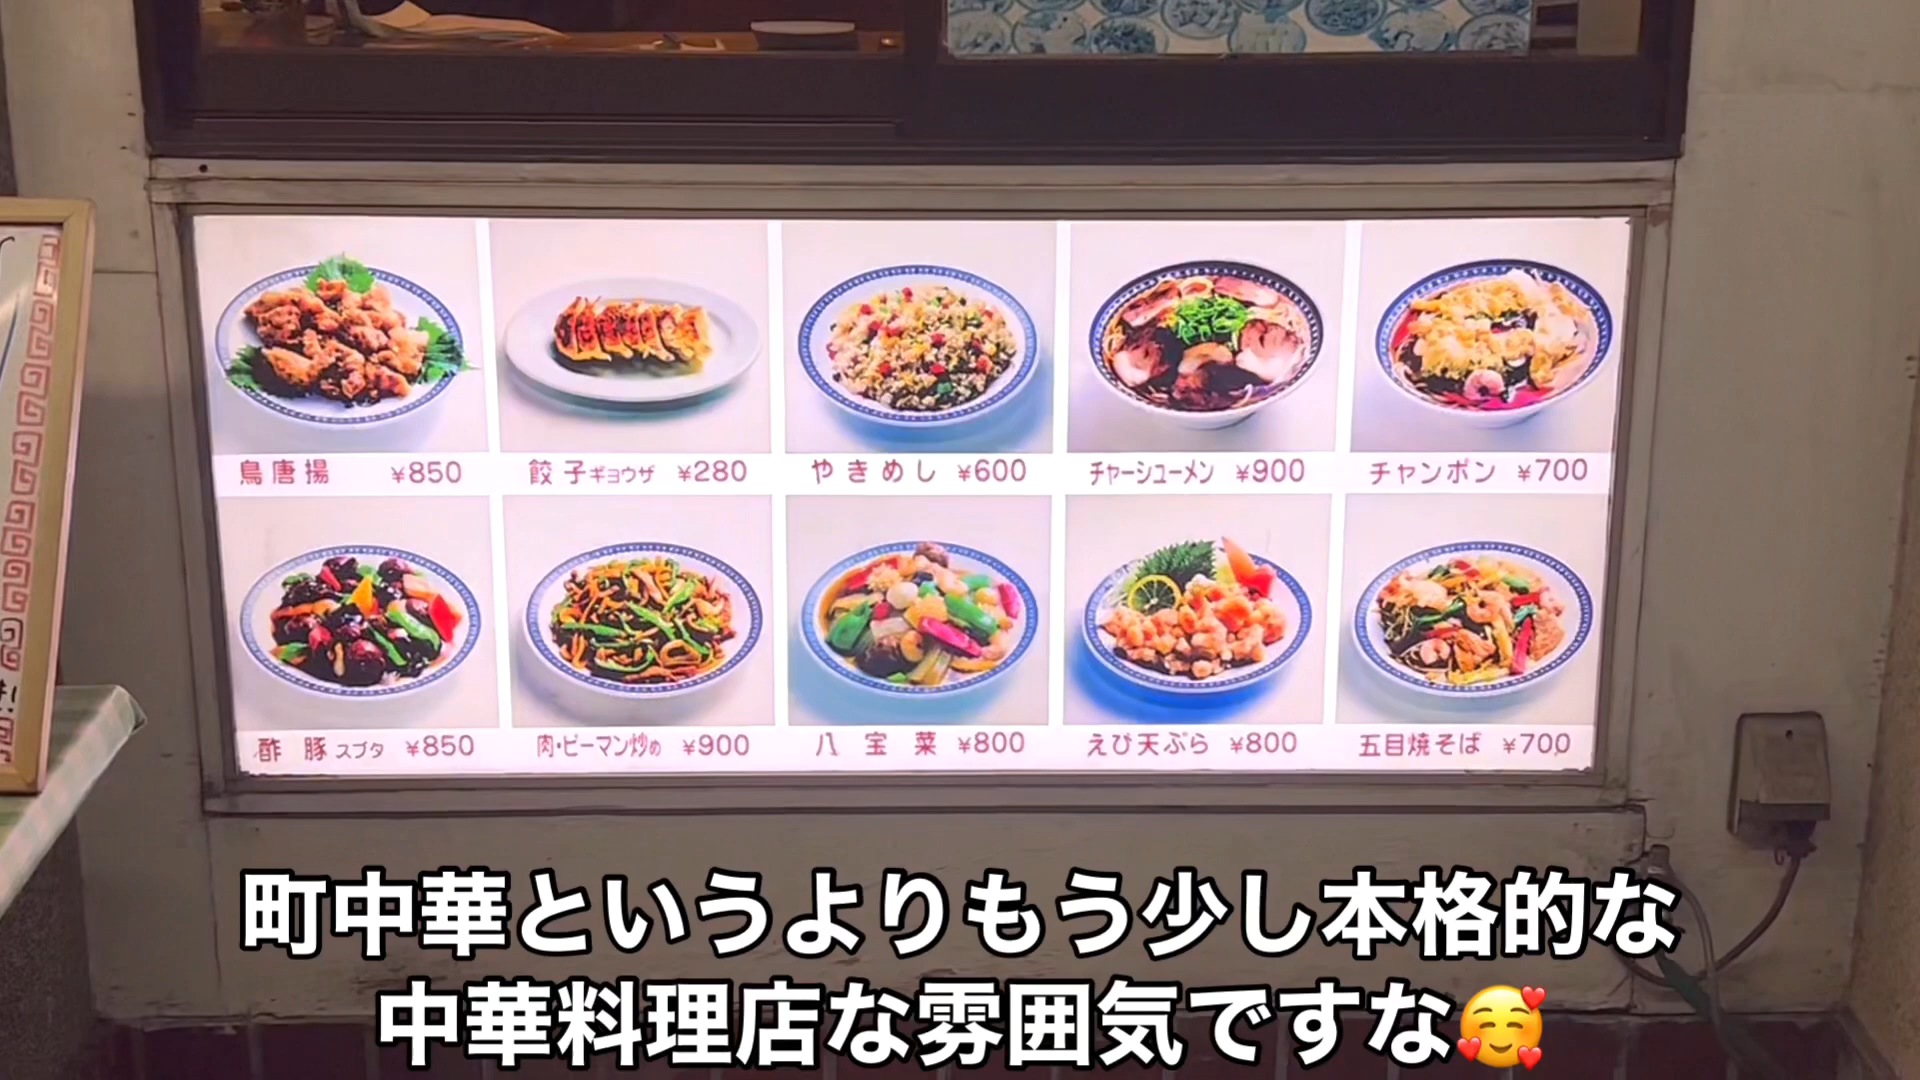 鳥唐揚 ¥850
餃子ギョウザ ¥280
やきめし ¥600
チャーシューメン ¥900
チャンポン ¥700
酢豚スブタ ¥850
肉・ピーマン炒め ¥900
八宝菜 ¥800
えび天ぷら ¥800
五目焼そば ¥700
町中華というよりもう少し本格的な
中華料理店な雰囲気ですな🥰